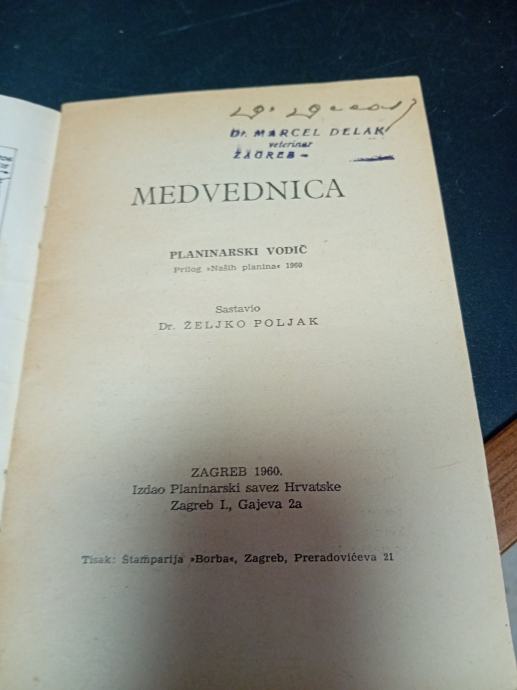 Dr. MARCEL DELAK
veterinar
ZAGREB -
MEDVEDNICA
PLANINARSKI VODIČ
Prilog »Naših planina« 1960
Sastavio
Dr. ŽELJKO POLJAK
ZAGREB 1960.
Izdao Planinarski savez Hrvatske
Zagreb I., Gajeva 2a
Tisak: Štamparija »Borba«, Zagreb, Preradovićeva 21